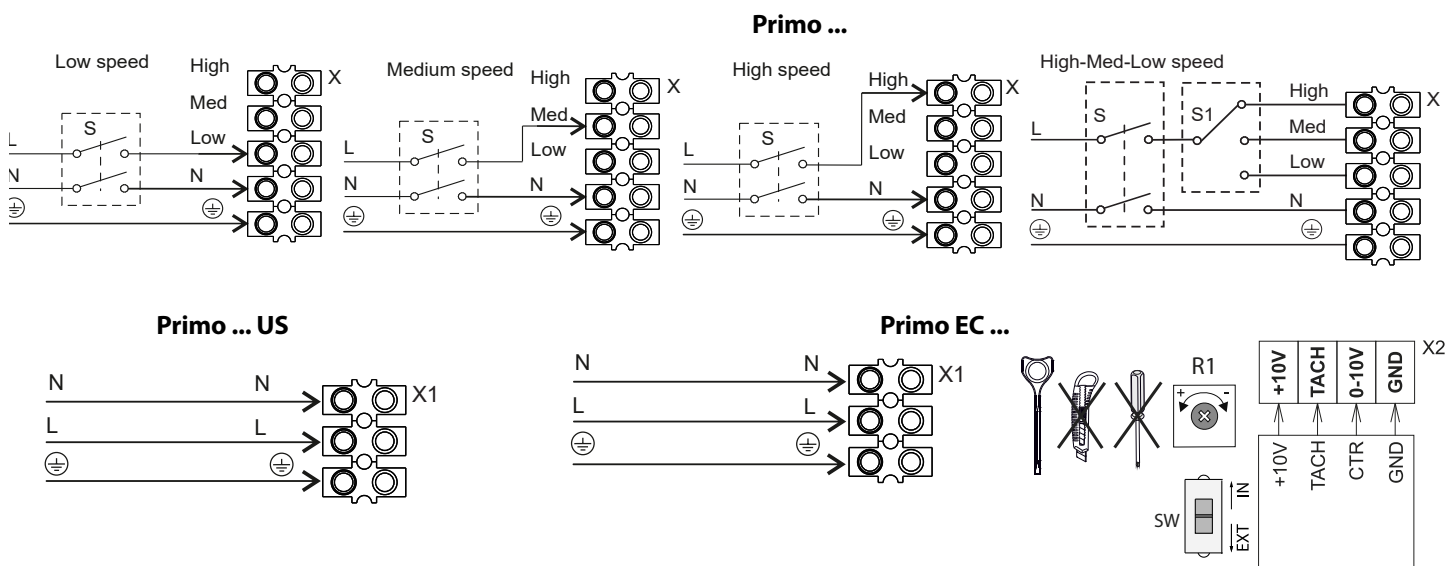 Primo ...
Low speed
High
Med
Low
N
X
S
L
N
Medium speed
High
Med
Low
N
X
S
L
N
High speed
High
Med
Low
N
X
S
L
N
High-Med-Low speed
High
Med
Low
N
X
S
S1
L
N
Primo ... US
N N
L L
X1
Primo EC ...
N N
L L
X1
R1
+ -
SW
IN
EXT
X2
+10V TACH 0-10V GND
+10V TACH CTR GND